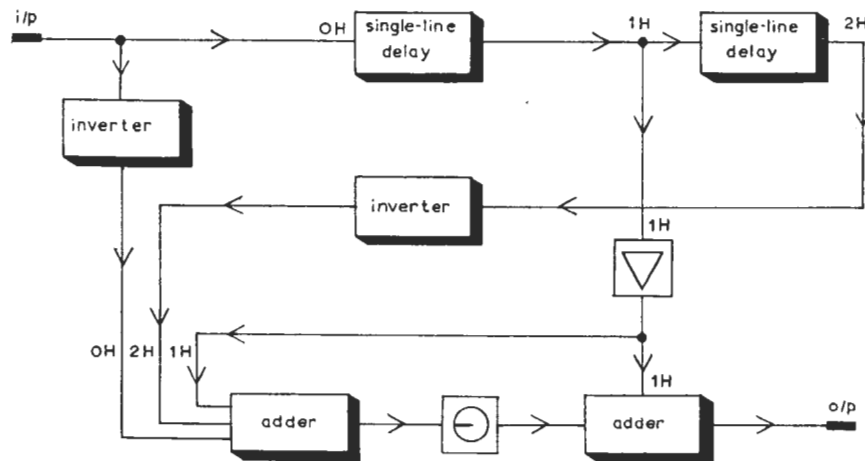 i/p
OH
single-line
delay
1H
single-line
delay
2H
inverter
inverter
1H
OH
2H
1H
1H
adder
adder
o/p